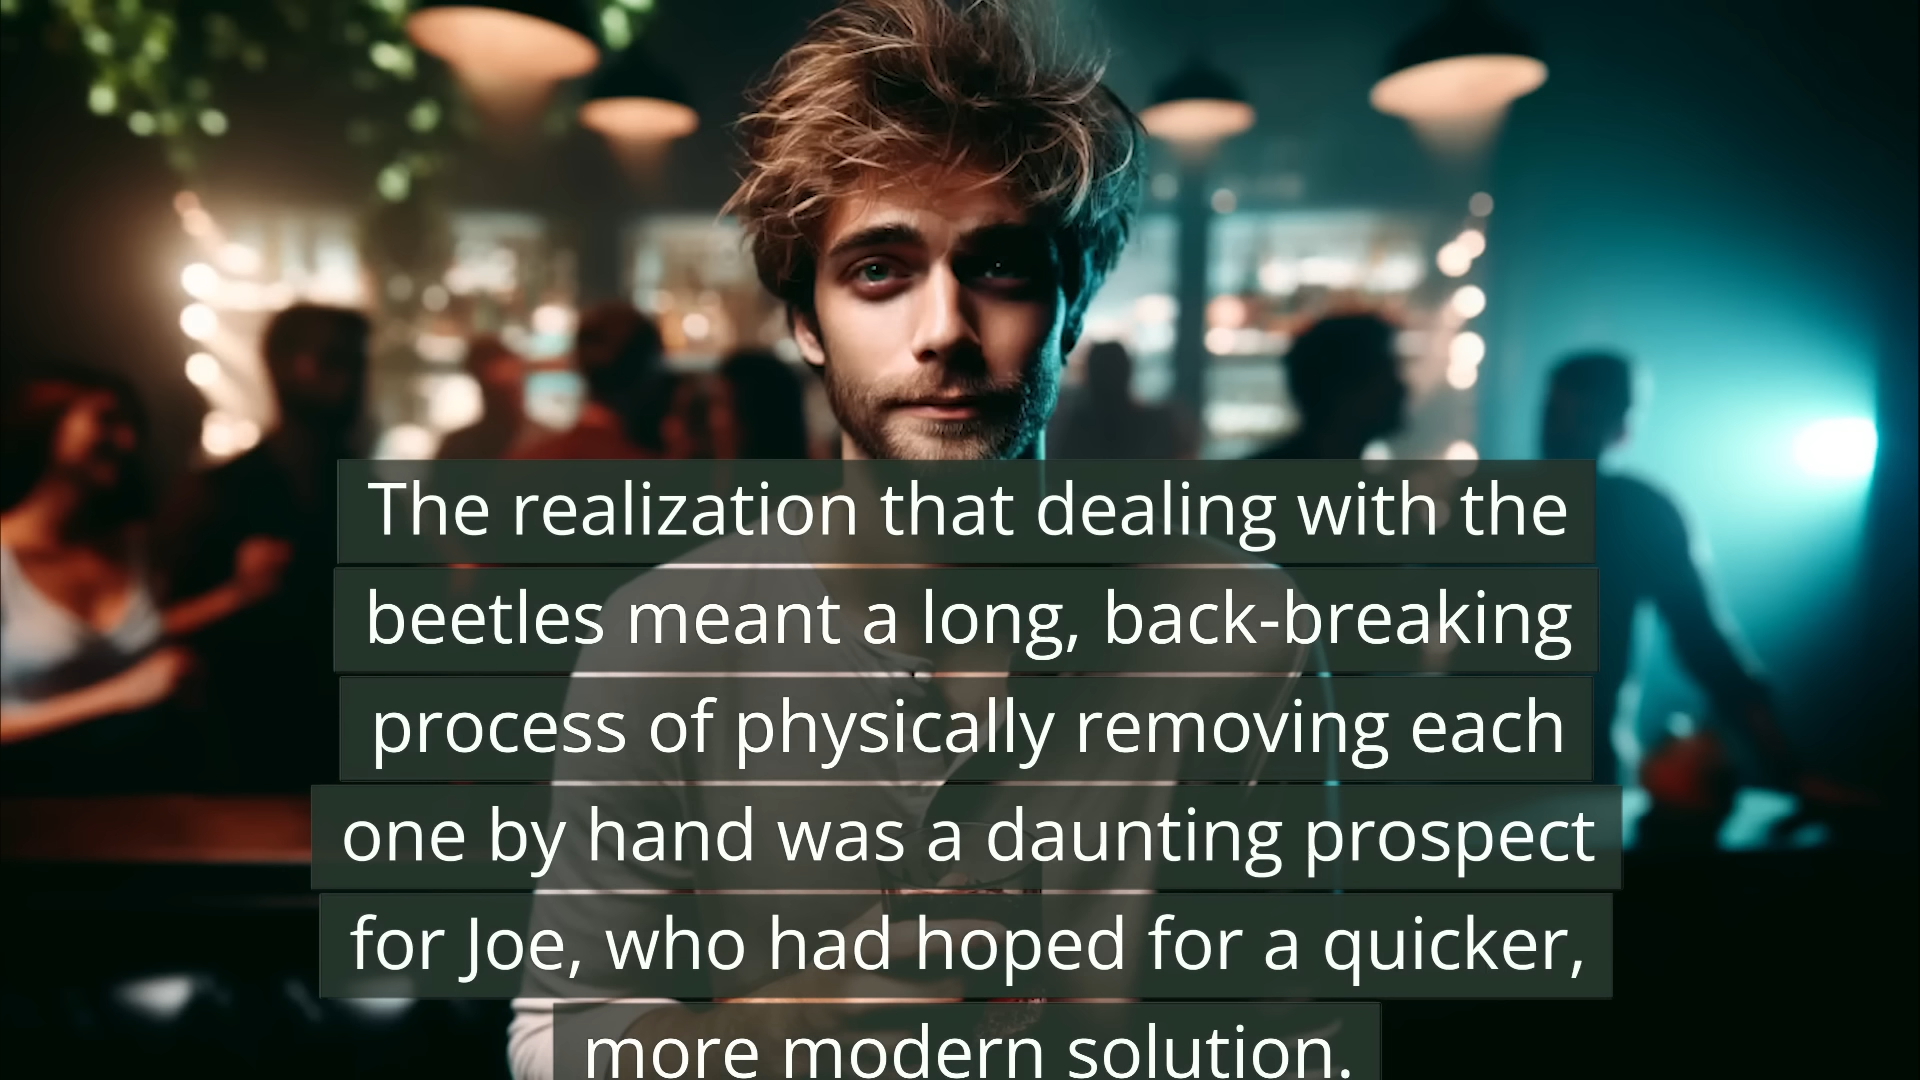 The realization that dealing with the
beetles meant a long, back-breaking
process of physically removing each
one by hand was a daunting prospect
for Joe, who had hoped for a quicker,
more modern solution.